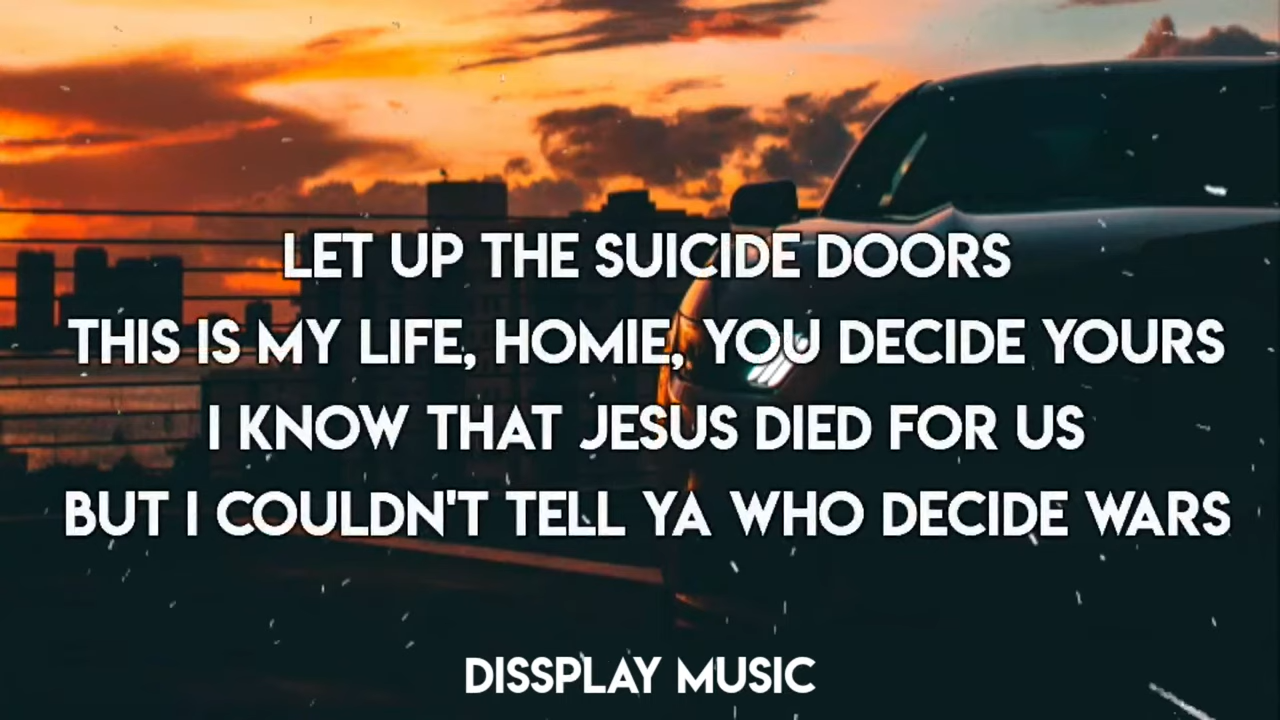 LET UP THE SUICIDE DOORS
THIS IS MY LIFE, HOMIE, YOU DECIDE YOURS
I KNOW THAT JESUS DIED FOR US
BUT I COULDN'T TELL YA WHO DECIDE WARS
DISSPLAY MUSIC